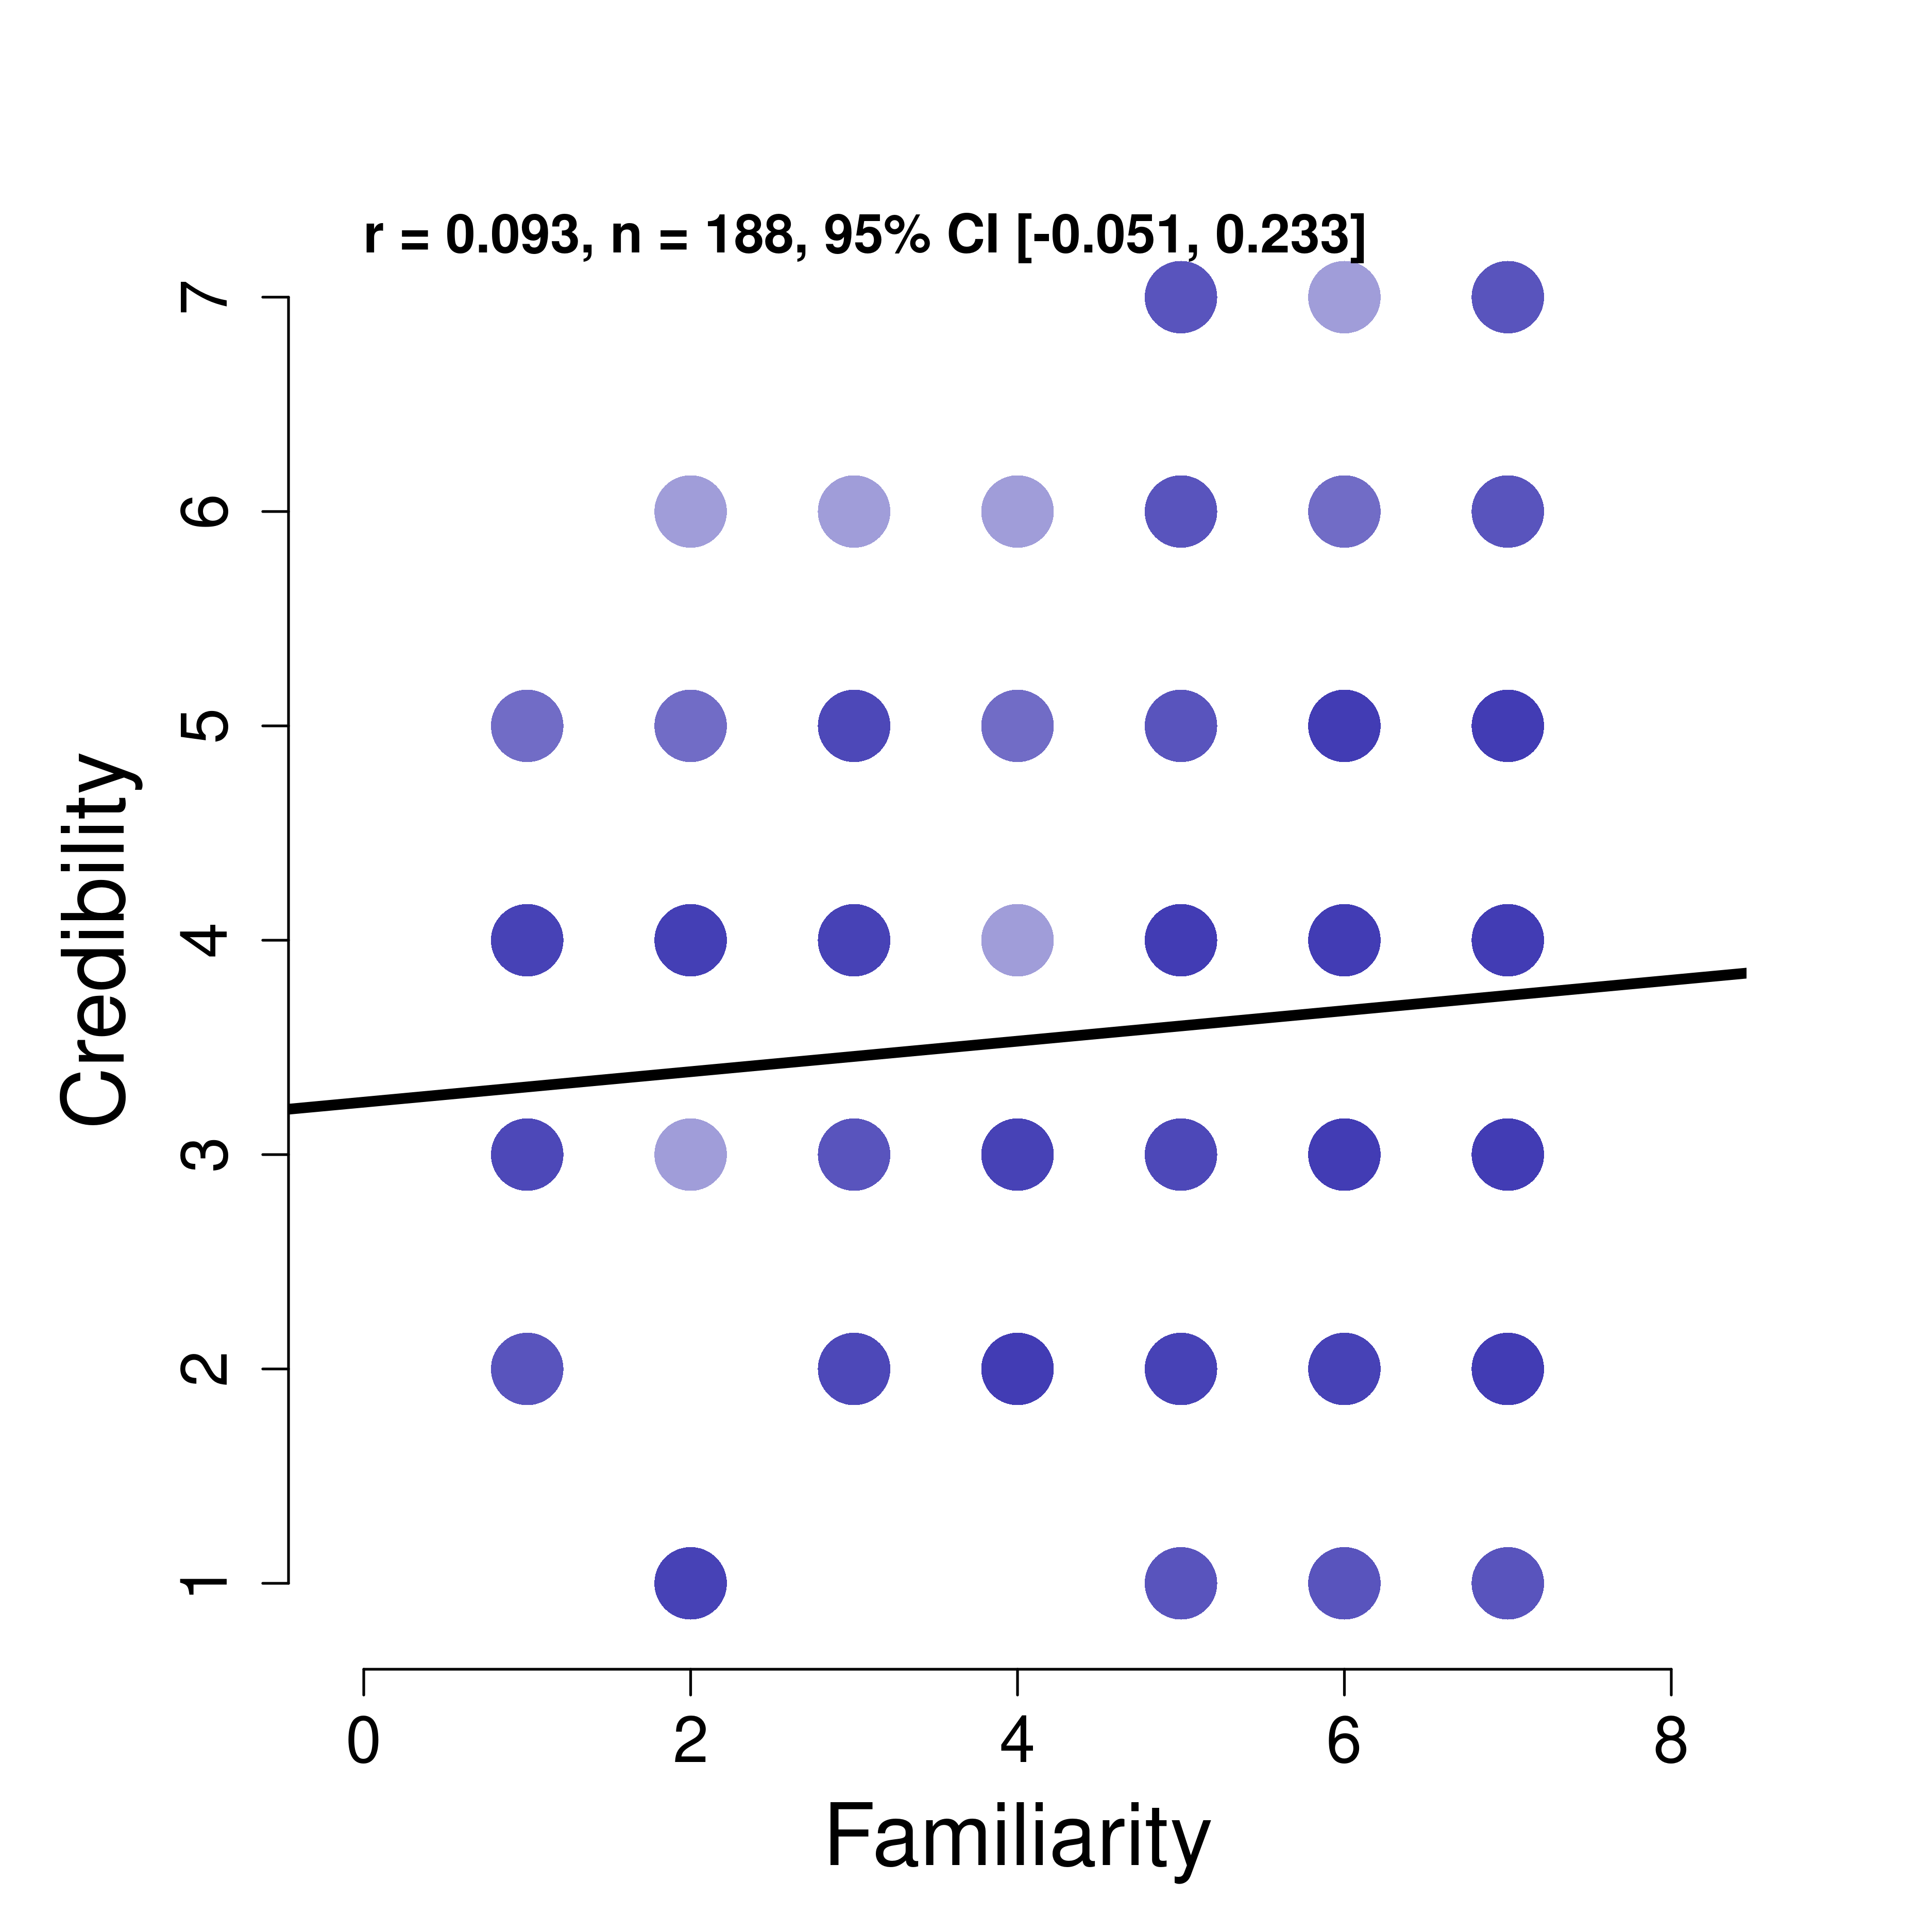 r = 0.093, n = 188, 95% CI [-0.051, 0.233]
7
6
5
4
3
2
1
Credibility
0 2 4 6 8
Familiarity